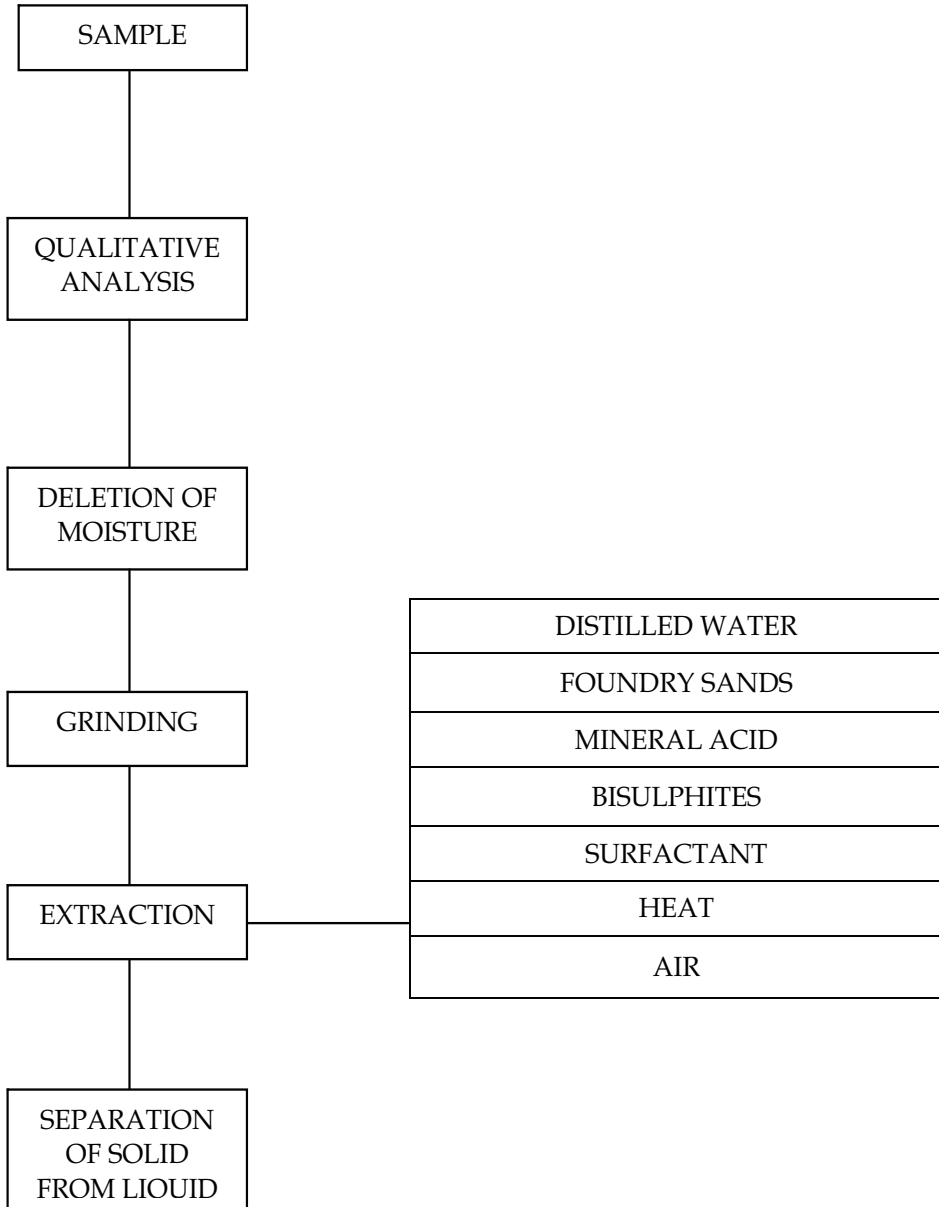 SAMPLE
QUALITATIVE
ANALYSIS
DELETION OF
MOISTURE
GRINDING
EXTRACTION
DISTILLED WATER
FOUNDRY SANDS
MINERAL ACID
BISULPHITES
SURFACTANT
HEAT
AIR
SEPARATION
OF SOLID
FROM LIQUID